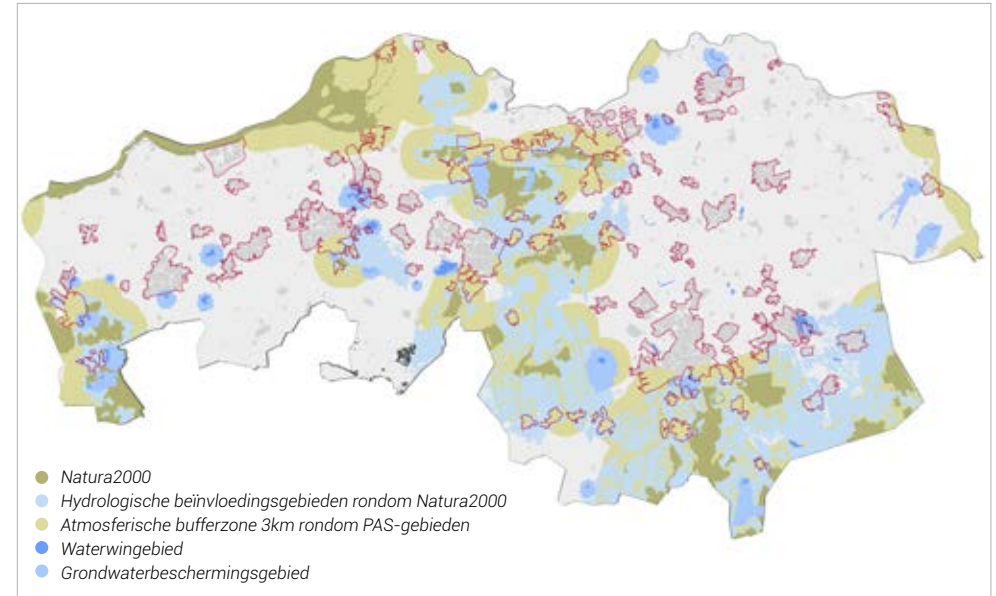 Natura2000
Hydrologische beïnvloedingsgebieden rondom Natura2000
Atmosferische bufferzone 3km rondom PAS-gebieden
Waterwingebied
Grondwaterbeschermingsgebied